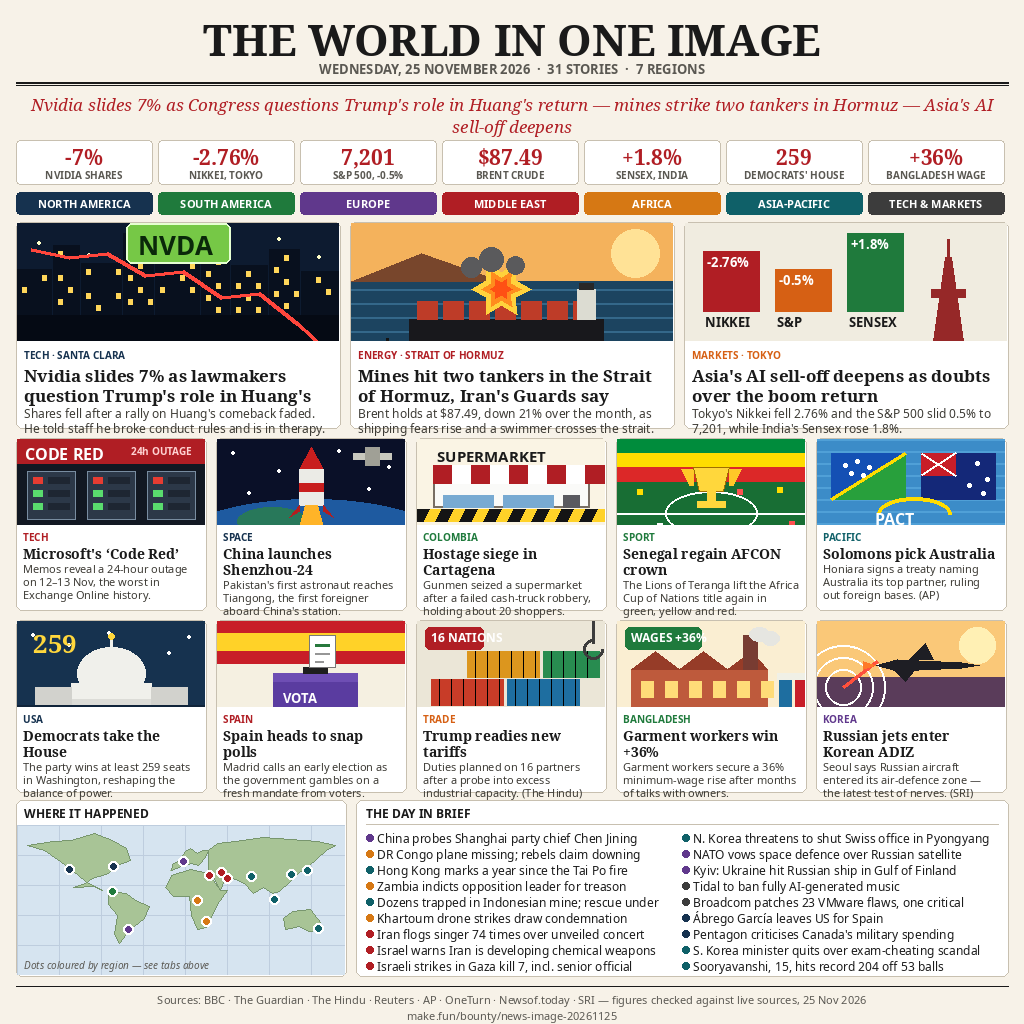 THE WORLD IN ONE IMAGE
WEDNESDAY, 25 NOVEMBER 2026 · 31 STORIES · 7 REGIONS
Nvidia slides 7% as Congress questions Trump's role in Huang's return — mines strike two tankers in Hormuz — Asia's AI
sell-off deepens
-7%
NVIDIA SHARES
-2.76%
NIKKEI, TOKYO
7,201
S&P 500, -0.5%
$87.49
BRENT CRUDE
+1.8%
SENSEX, INDIA
259
DEMOCRATS' HOUSE
+36%
BANGLADESH WAGE
NORTH AMERICA
SOUTH AMERICA
EUROPE
MIDDLE EAST
AFRICA
ASIA-PACIFIC
TECH & MARKETS
NVDA
TECH · SANTA CLARA
Nvidia slides 7% as lawmakers
question Trump's role in Huang's
Shares fell after a rally on Huang's comeback faded.
He told staff he broke conduct rules and is in therapy.
ENERGY · STRAIT OF HORMUZ
Mines hit two tankers in the Strait
of Hormuz, Iran's Guards say
Brent holds at $87.49, down 21% over the month, as
shipping fears rise and a swimmer crosses the strait.
-2.76%
-0.5%
+1.8%
NIKKEI
S&P
SENSEX
MARKETS · TOKYO
Asia's AI sell-off deepens as doubts
over the boom return
Tokyo's Nikkei fell 2.76% and the S&P 500 slid 0.5% to
7,201, while India's Sensex rose 1.8%.
CODE RED
24h OUTAGE
TECH
Microsoft's ‘Code Red’
Memos reveal a 24-hour outage
on 12–13 Nov, the worst in
Exchange Online history.
SPACE
China launches
Shenzhou-24
Pakistan's first astronaut reaches
Tiangong, the first foreigner
aboard China's station.
SUPERMARKET
COLOMBIA
Hostage siege in
Cartagena
Gunmen seized a supermarket
after a failed cash-truck robbery,
holding about 20 shoppers.
SPORT
Senegal regain AFCON
crown
The Lions of Teranga lift the Africa
Cup of Nations title again in
green, yellow and red.
PACT
PACIFIC
Solomons pick Australia
Honiara signs a treaty naming
Australia its top partner, ruling
out foreign bases. (AP)
259
USA
Democrats take the
House
The party wins at least 259 seats
in Washington, reshaping the
balance of power.
VOTA
SPAIN
Spain heads to snap
polls
Madrid calls an early election as
the government gambles on a
fresh mandate from voters.
16 NATIONS
TRADE
Trump readies new
tariffs
Duties planned on 16 partners
after a probe into excess
industrial capacity. (The Hindu)
WAGES +36%
BANGLADESH
Garment workers win
+36%
Garment workers secure a 36%
minimum-wage rise after months
of talks with owners.
KOREA
Russian jets enter
Korean ADIZ
Seoul says Russian aircraft
entered its air-defence zone —
the latest test of nerves. (SRI)
WHERE IT HAPPENED
Dots coloured by region — see tabs above
THE DAY IN BRIEF
China probes Shanghai party chief Chen Jining
DR Congo plane missing; rebels claim downing
Hong Kong marks a year since the Tai Po fire
Zambia indicts opposition leader for treason
Dozens trapped in Indonesian mine; rescue under
Khartoum drone strikes draw condemnation
Iran flogs singer 74 times over unveiled concert
Israel warns Iran is developing chemical weapons
Israeli strikes in Gaza kill 7, incl. senior official
N. Korea threatens to shut Swiss office in Pyongyang
NATO vows space defence over Russian satellite
Kyiv: Ukraine hit Russian ship in Gulf of Finland
Tidal to ban fully AI-generated music
Broadcom patches 23 VMware flaws, one critical
Ábrego García leaves US for Spain
Pentagon criticises Canada's military spending
S. Korea minister quits over exam-cheating scandal
Sooryavanshi, 15, hits record 204 off 53 balls
Sources: BBC · The Guardian · The Hindu · Reuters · AP · OneTurn · Newsof.today · SRI — figures checked against live sources, 25 Nov 2026
make.fun/bounty/news-image-20261125